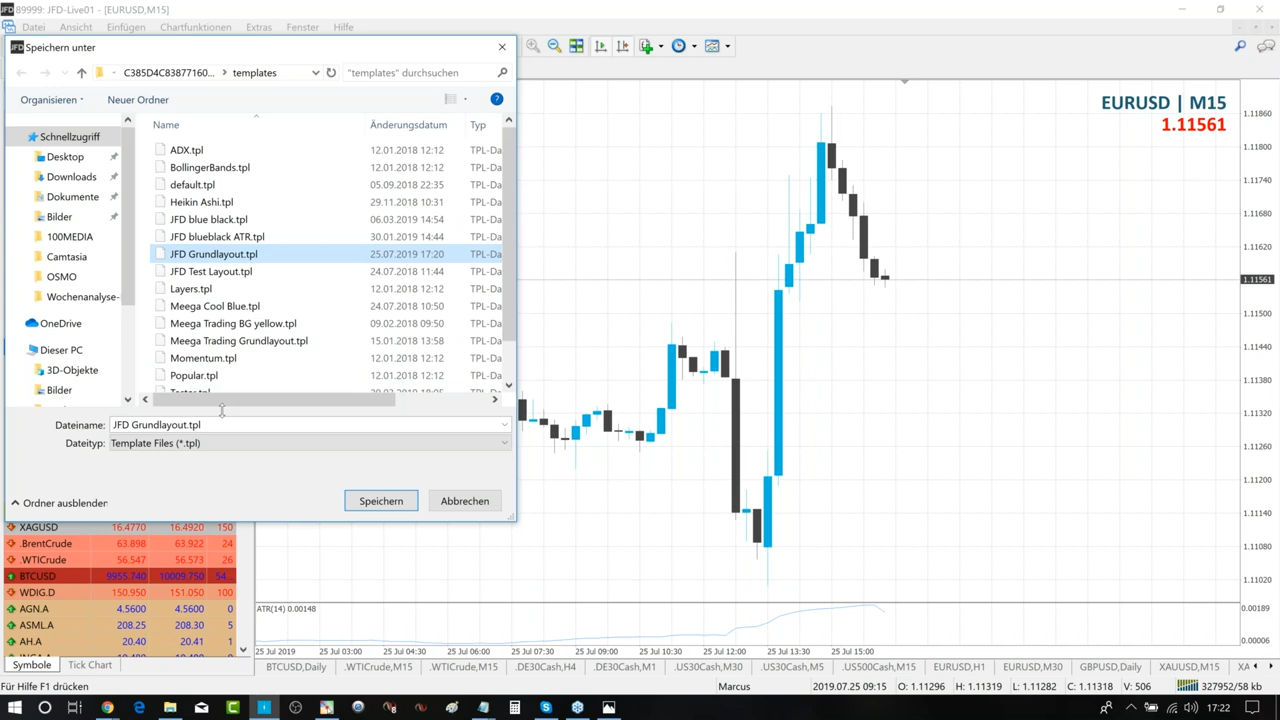 JFD 89999: JFD-Live01 - [EURUSD,M15]
Datei Ansicht Einfügen Chartfunktionen Extras Fenster Hilfe
JFD Speichern unter
C385D4C83877160... templates "templates" durchsuchen
Organisieren Neuer Ordner
Name Änderungsdatum Typ
Schnellzugriff
Desktop
Downloads
Dokumente
Bilder
100MEDIA
Camtasia
OSMO
Wochenanalyse-
OneDrive
Dieser PC
3D-Objekte
Bilder
ADX.tpl 12.01.2018 12:12 TPL-Da
BollingerBands.tpl 12.01.2018 12:12 TPL-Da
default.tpl 05.09.2018 22:35 TPL-Da
Heikin Ashi.tpl 29.11.2018 10:31 TPL-Da
JFD blue black.tpl 06.03.2019 14:54 TPL-Da
JFD blueblack ATR.tpl 30.01.2019 14:44 TPL-Da
JFD Grundlayout.tpl 25.07.2019 17:20 TPL-Da
JFD Test Layout.tpl 24.07.2018 11:44 TPL-Da
Layers.tpl 12.01.2018 12:12 TPL-Da
Meega Cool Blue.tpl 24.07.2018 10:50 TPL-Da
Meega Trading BG yellow.tpl 09.02.2018 09:50 TPL-Da
Meega Trading Grundlayout.tpl 15.01.2018 13:58 TPL-Da
Momentum.tpl 12.01.2018 12:12 TPL-Da
Popular.tpl 12.01.2018 12:12 TPL-Da
Dateiname: JFD Grundlayout.tpl
Dateityp: Template Files (*.tpl)
Ordner ausblenden Speichern Abbrechen
EURUSD | M15
1.11561
1.11860
1.11800
1.11740
1.11680
1.11620
1.11561
1.11500
1.11440
1.11380
1.11320
1.11260
1.11200
1.11140
1.11080
1.11020
XAGUSD 16.4770 16.4920 150
.BrentCrude 63.898 63.922 24
.WTICrude 56.547 56.573 26
BTCUSD 9955.740 10009.750 54...
WDIG.D 150.950 151.050 100
AGN.A 4.5600 4.5600 0
ASML.A 208.25 208.30 5
AH.A 20.40 20.41 1
Symbole Tick Chart
ATR(14) 0.00148
0.00189
0.00006
25 Jul 2019 25 Jul 03:00 25 Jul 04:30 25 Jul 06:00 25 Jul 07:30 25 Jul 09:00 25 Jul 10:30 25 Jul 12:00 25 Jul 13:30 25 Jul 15:00
BTCUSD,Daily .WTICrude,M15 .WTICrude,M15 .DE30Cash,H4 .DE30Cash,M1 .US30Cash,M30 .US30Cash,M5 .US500Cash,M15 EURUSD,H1 EURUSD,M30 GBPUSD,Daily XAUUSD,M15 XA
Für Hilfe F1 drücken Marcus 2019.07.25 09:15 O: 1.11296 H: 1.11319 L: 1.11282 C: 1.11318 V: 506 327952/58 kb
17:22